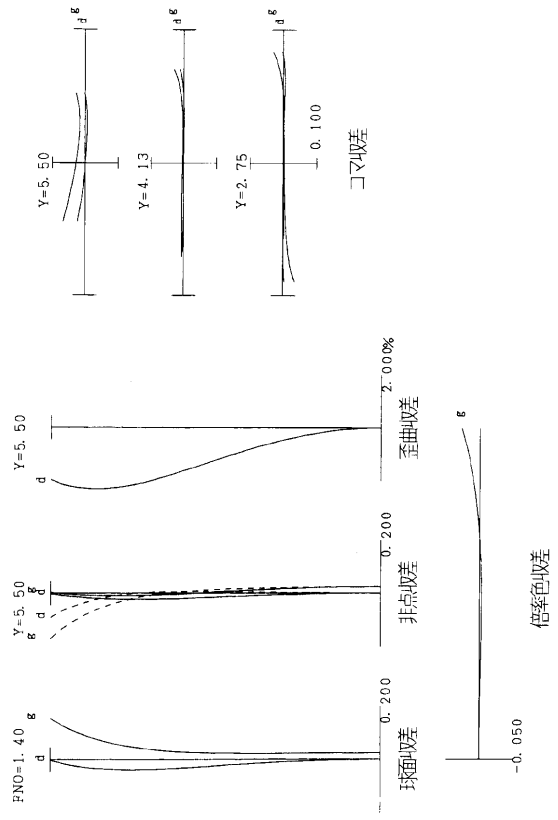 FNO=1.40
d
g
0.200
球面収差
Y=5.50
g
d
g
d
0.200
非点収差
Y=5.50
d
2.000%
歪曲収差
Y=5.50
d
g
Y=4.13
d
g
Y=2.75
d
g
0.100
コマ収差
g
-0.050
倍率色収差